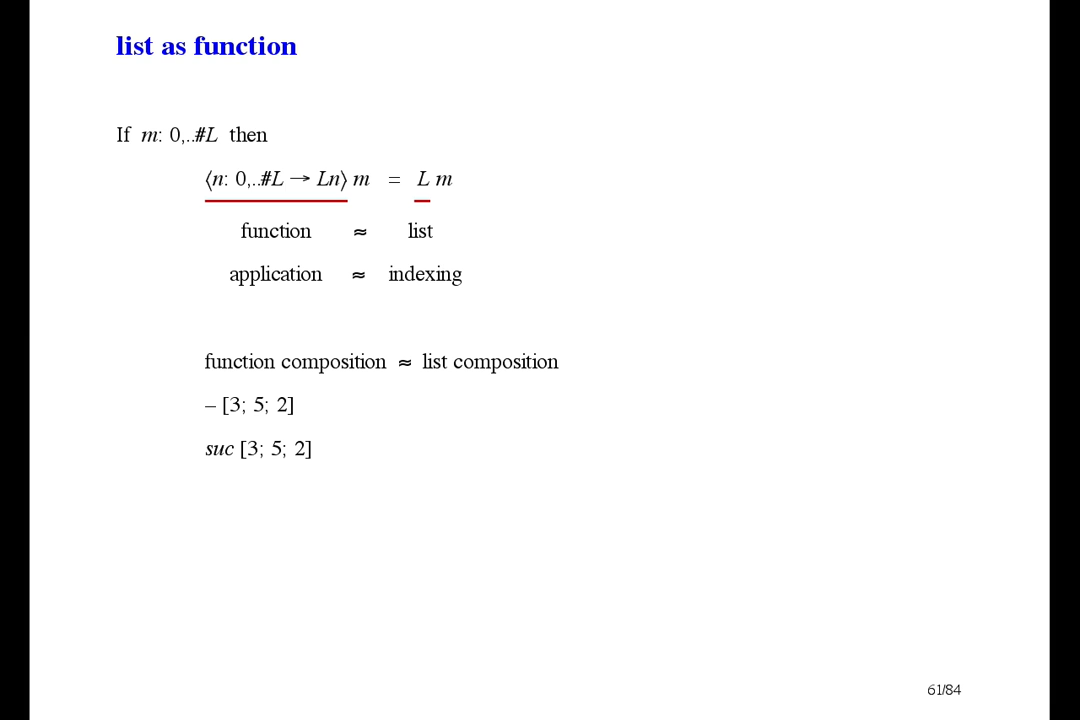 list as function
If m: 0,..#L then
⟨n: 0,..#L → Ln⟩ m = L m
function ≈ list
application ≈ indexing
function composition ≈ list composition
– [3; 5; 2]
suc [3; 5; 2]
61/84